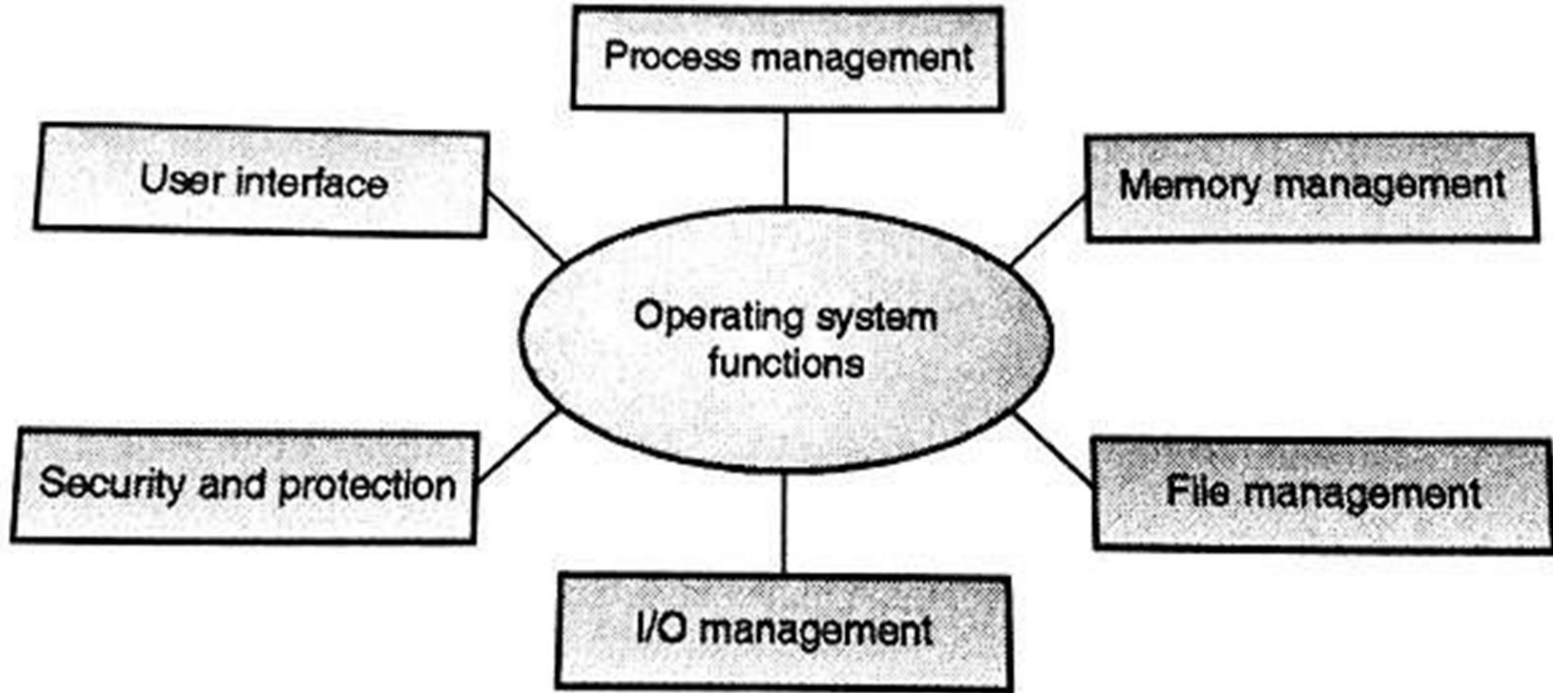 Process management
User interface
Memory management
Operating system
functions
Security and protection
File management
I/O management